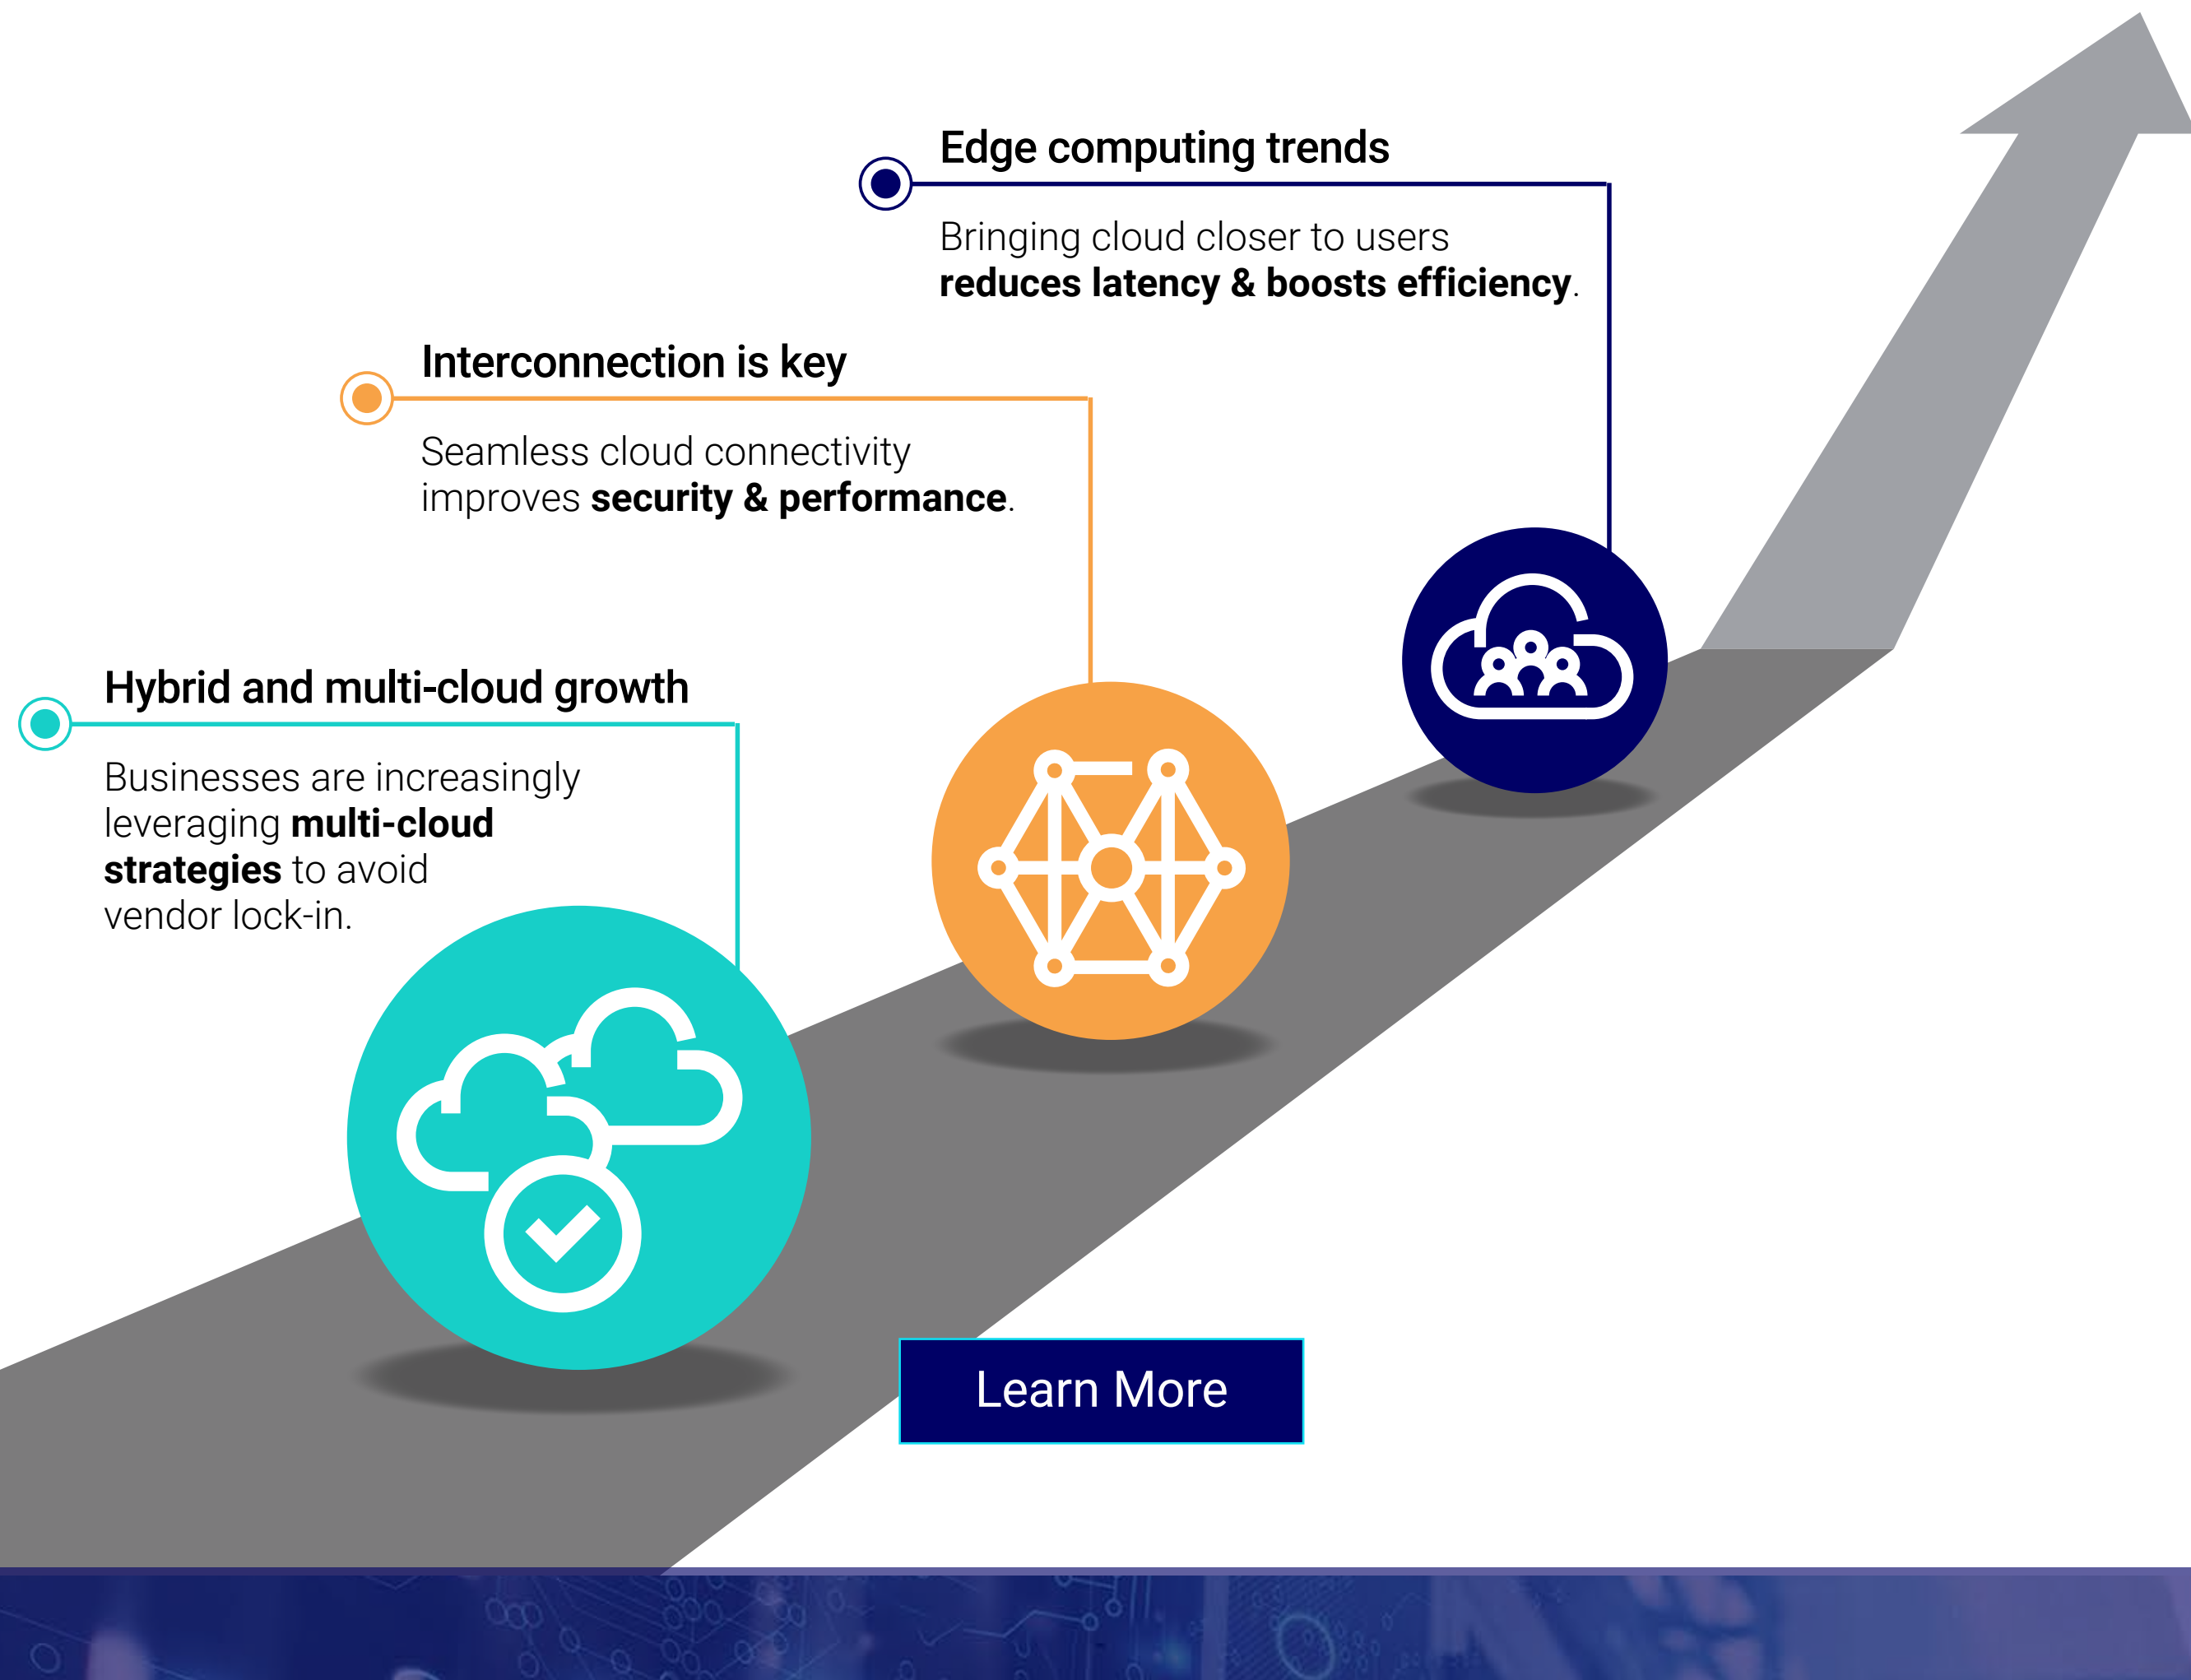 Edge computing trends
Bringing cloud closer to users
reduces latency & boosts efficiency.
Interconnection is key
Seamless cloud connectivity
improves security & performance.
Hybrid and multi-cloud growth
Businesses are increasingly
leveraging multi-cloud
strategies to avoid
vendor lock-in.
Learn More